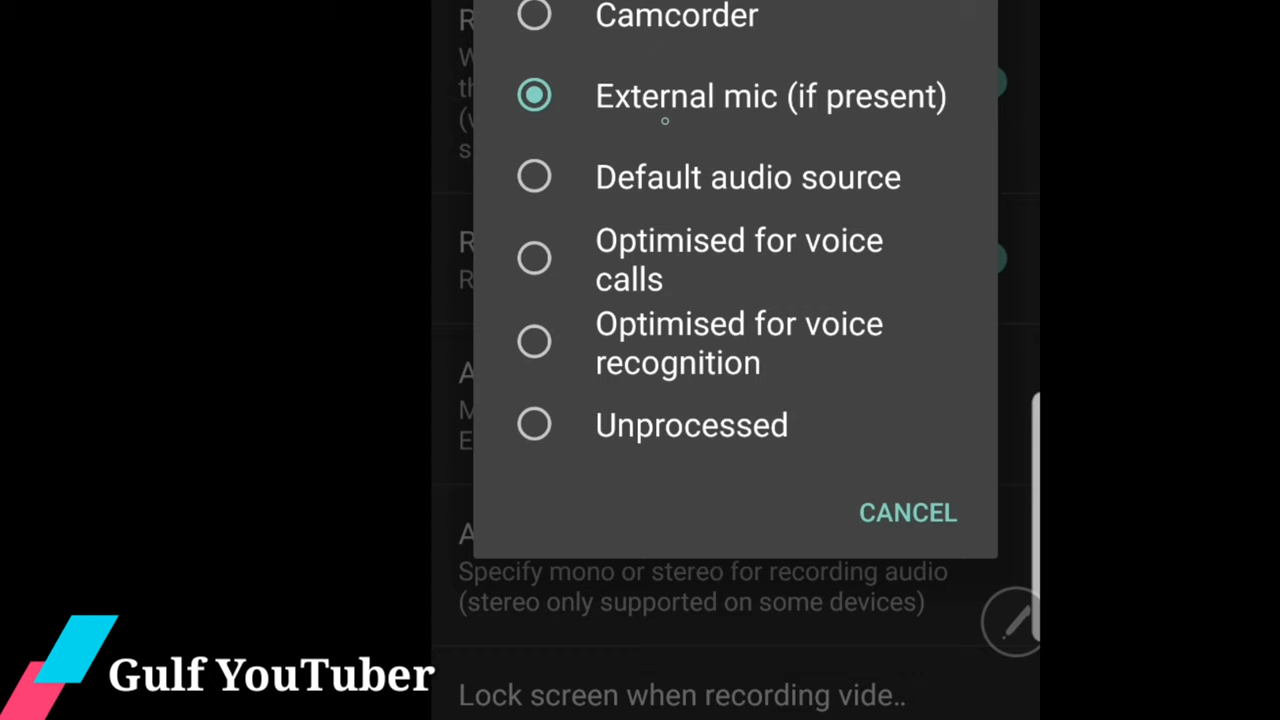 Camcorder
External mic (if present)
Default audio source
Optimised for voice
calls
Optimised for voice
recognition
Unprocessed
CANCEL
Specify mono or stereo for recording audio
(stereo only supported on some devices)
Lock screen when recording vide..
Gulf YouTuber